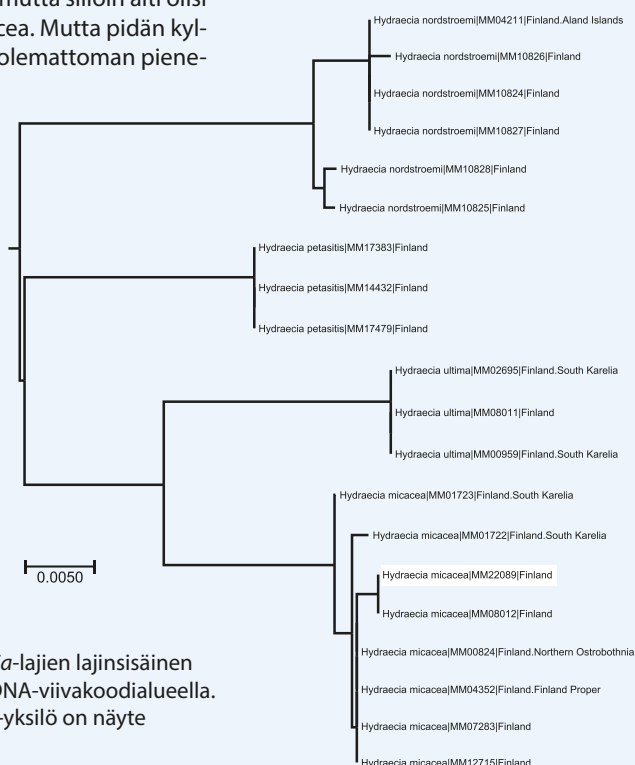 mutta silloin äiti olisi
cea. Mutta pidän kyl-
olemattoman piene-
Hydraecia nordstroemi|MM04211|Finland.Aland Islands
Hydraecia nordstroemi|MM10826|Finland
Hydraecia nordstroemi|MM10824|Finland
Hydraecia nordstroemi|MM10827|Finland
Hydraecia nordstroemi|MM10828|Finland
Hydraecia nordstroemi|MM10825|Finland
Hydraecia petasitis|MM17383|Finland
Hydraecia petasitis|MM14432|Finland
Hydraecia petasitis|MM17479|Finland
Hydraecia ultima|MM02695|Finland.South Karelia
Hydraecia ultima|MM08011|Finland
Hydraecia ultima|MM00959|Finland.South Karelia
Hydraecia micacea|MM01723|Finland.South Karelia
Hydraecia micacea|MM01722|Finland.South Karelia
Hydraecia micacea|MM22089|Finland
Hydraecia micacea|MM08012|Finland
Hydraecia micacea|MM00824|Finland.Northern Ostrobothnia
Hydraecia micacea|MM04352|Finland.Finland Proper
Hydraecia micacea|MM07283|Finland
Hydraecia micacea|MM12715|Finland
0.0050
a-lajien lajinsisäinen
DNA-viivakoodialueella.
-yksilö on näyte